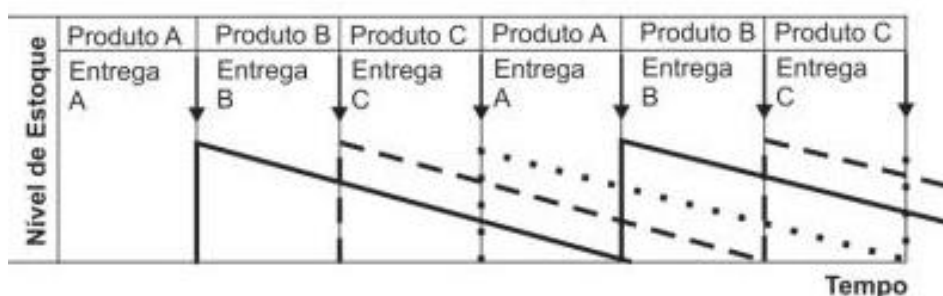 Nível de Estoque
Produto A Produto B Produto C Produto A Produto B Produto C
Entrega Entrega Entrega Entrega Entrega Entrega
A B C A B C
Tempo